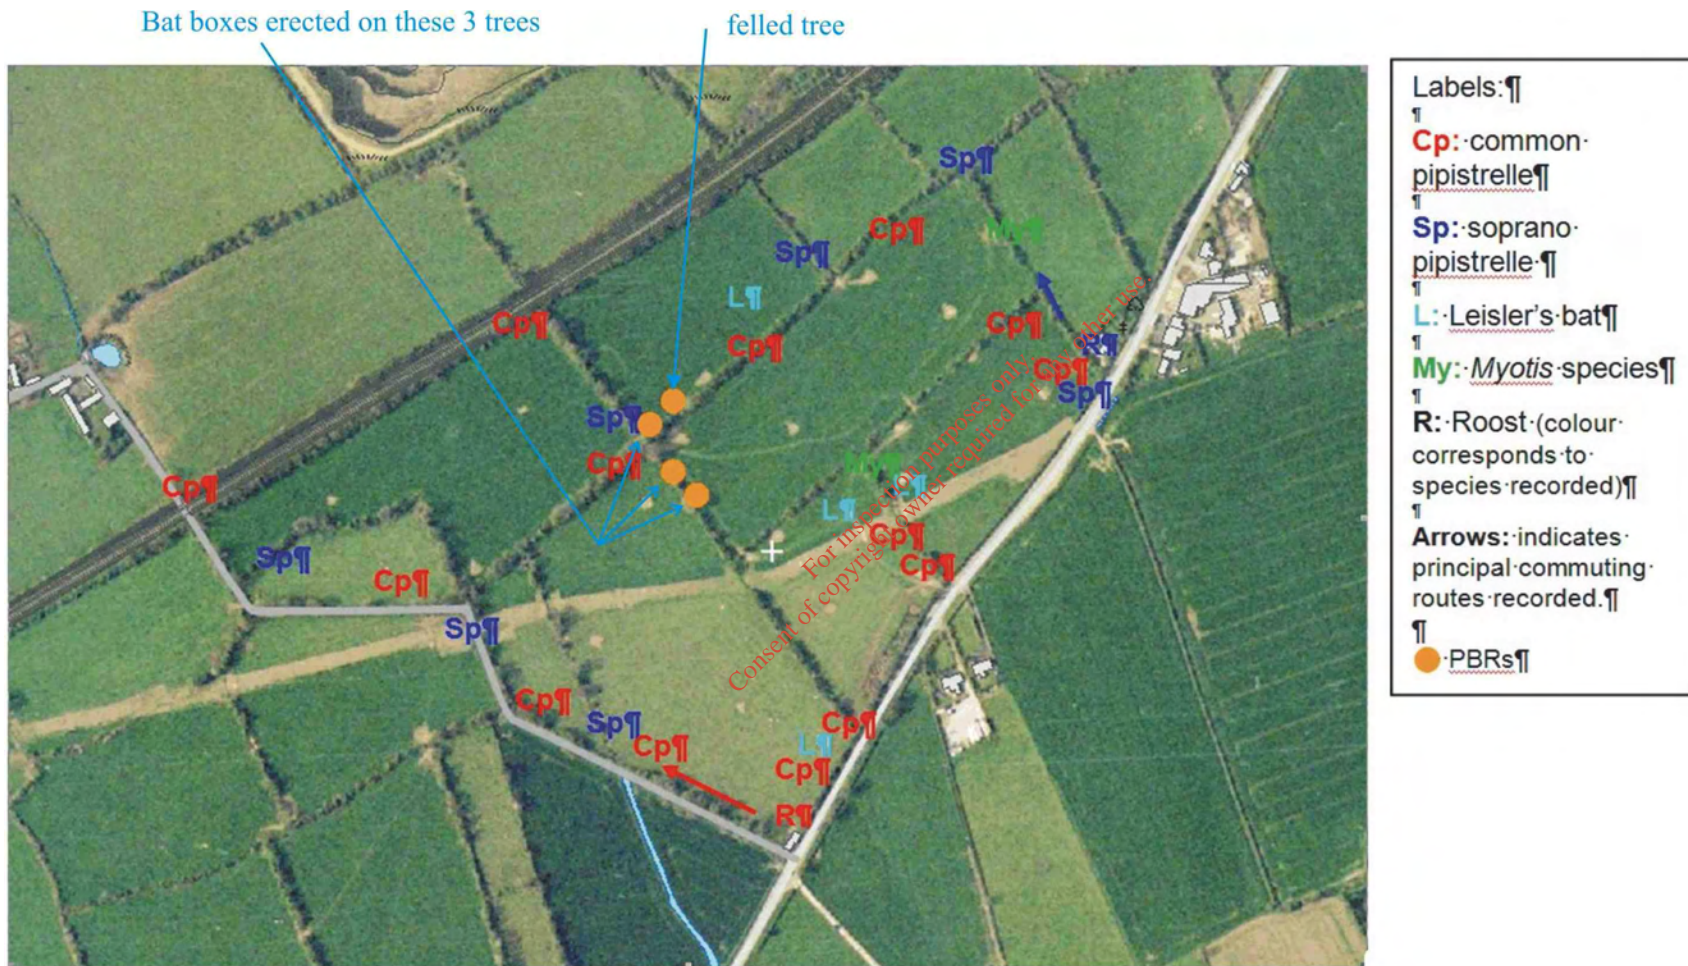 Bat boxes erected on these 3 trees
felled tree
Sp¶
Cp¶
My¶
Sp¶
L¶
Cp¶
Cp¶
Cp¶
R¶
Cp¶
Sp¶
Sp¶
Cp¶
My¶
L¶
L¶
Cp¶
Cp¶
Cp¶
Sp¶
Cp¶
Sp¶
Cp¶
Sp¶
Cp¶
Cp¶
L¶
Cp¶
R¶
For inspection purposes only.
Consent of copyright owner required for any other use.
Labels:¶
¶
Cp:·common·
pipistrelle¶
¶
Sp:·soprano·
pipistrelle·¶
¶
L:·Leisler's·bat¶
¶
My:·Myotis·species¶
¶
R:·Roost·(colour·
corresponds·to·
species·recorded)¶
¶
Arrows:·indicates·
principal·commuting·
routes·recorded.¶
¶
·PBRs¶